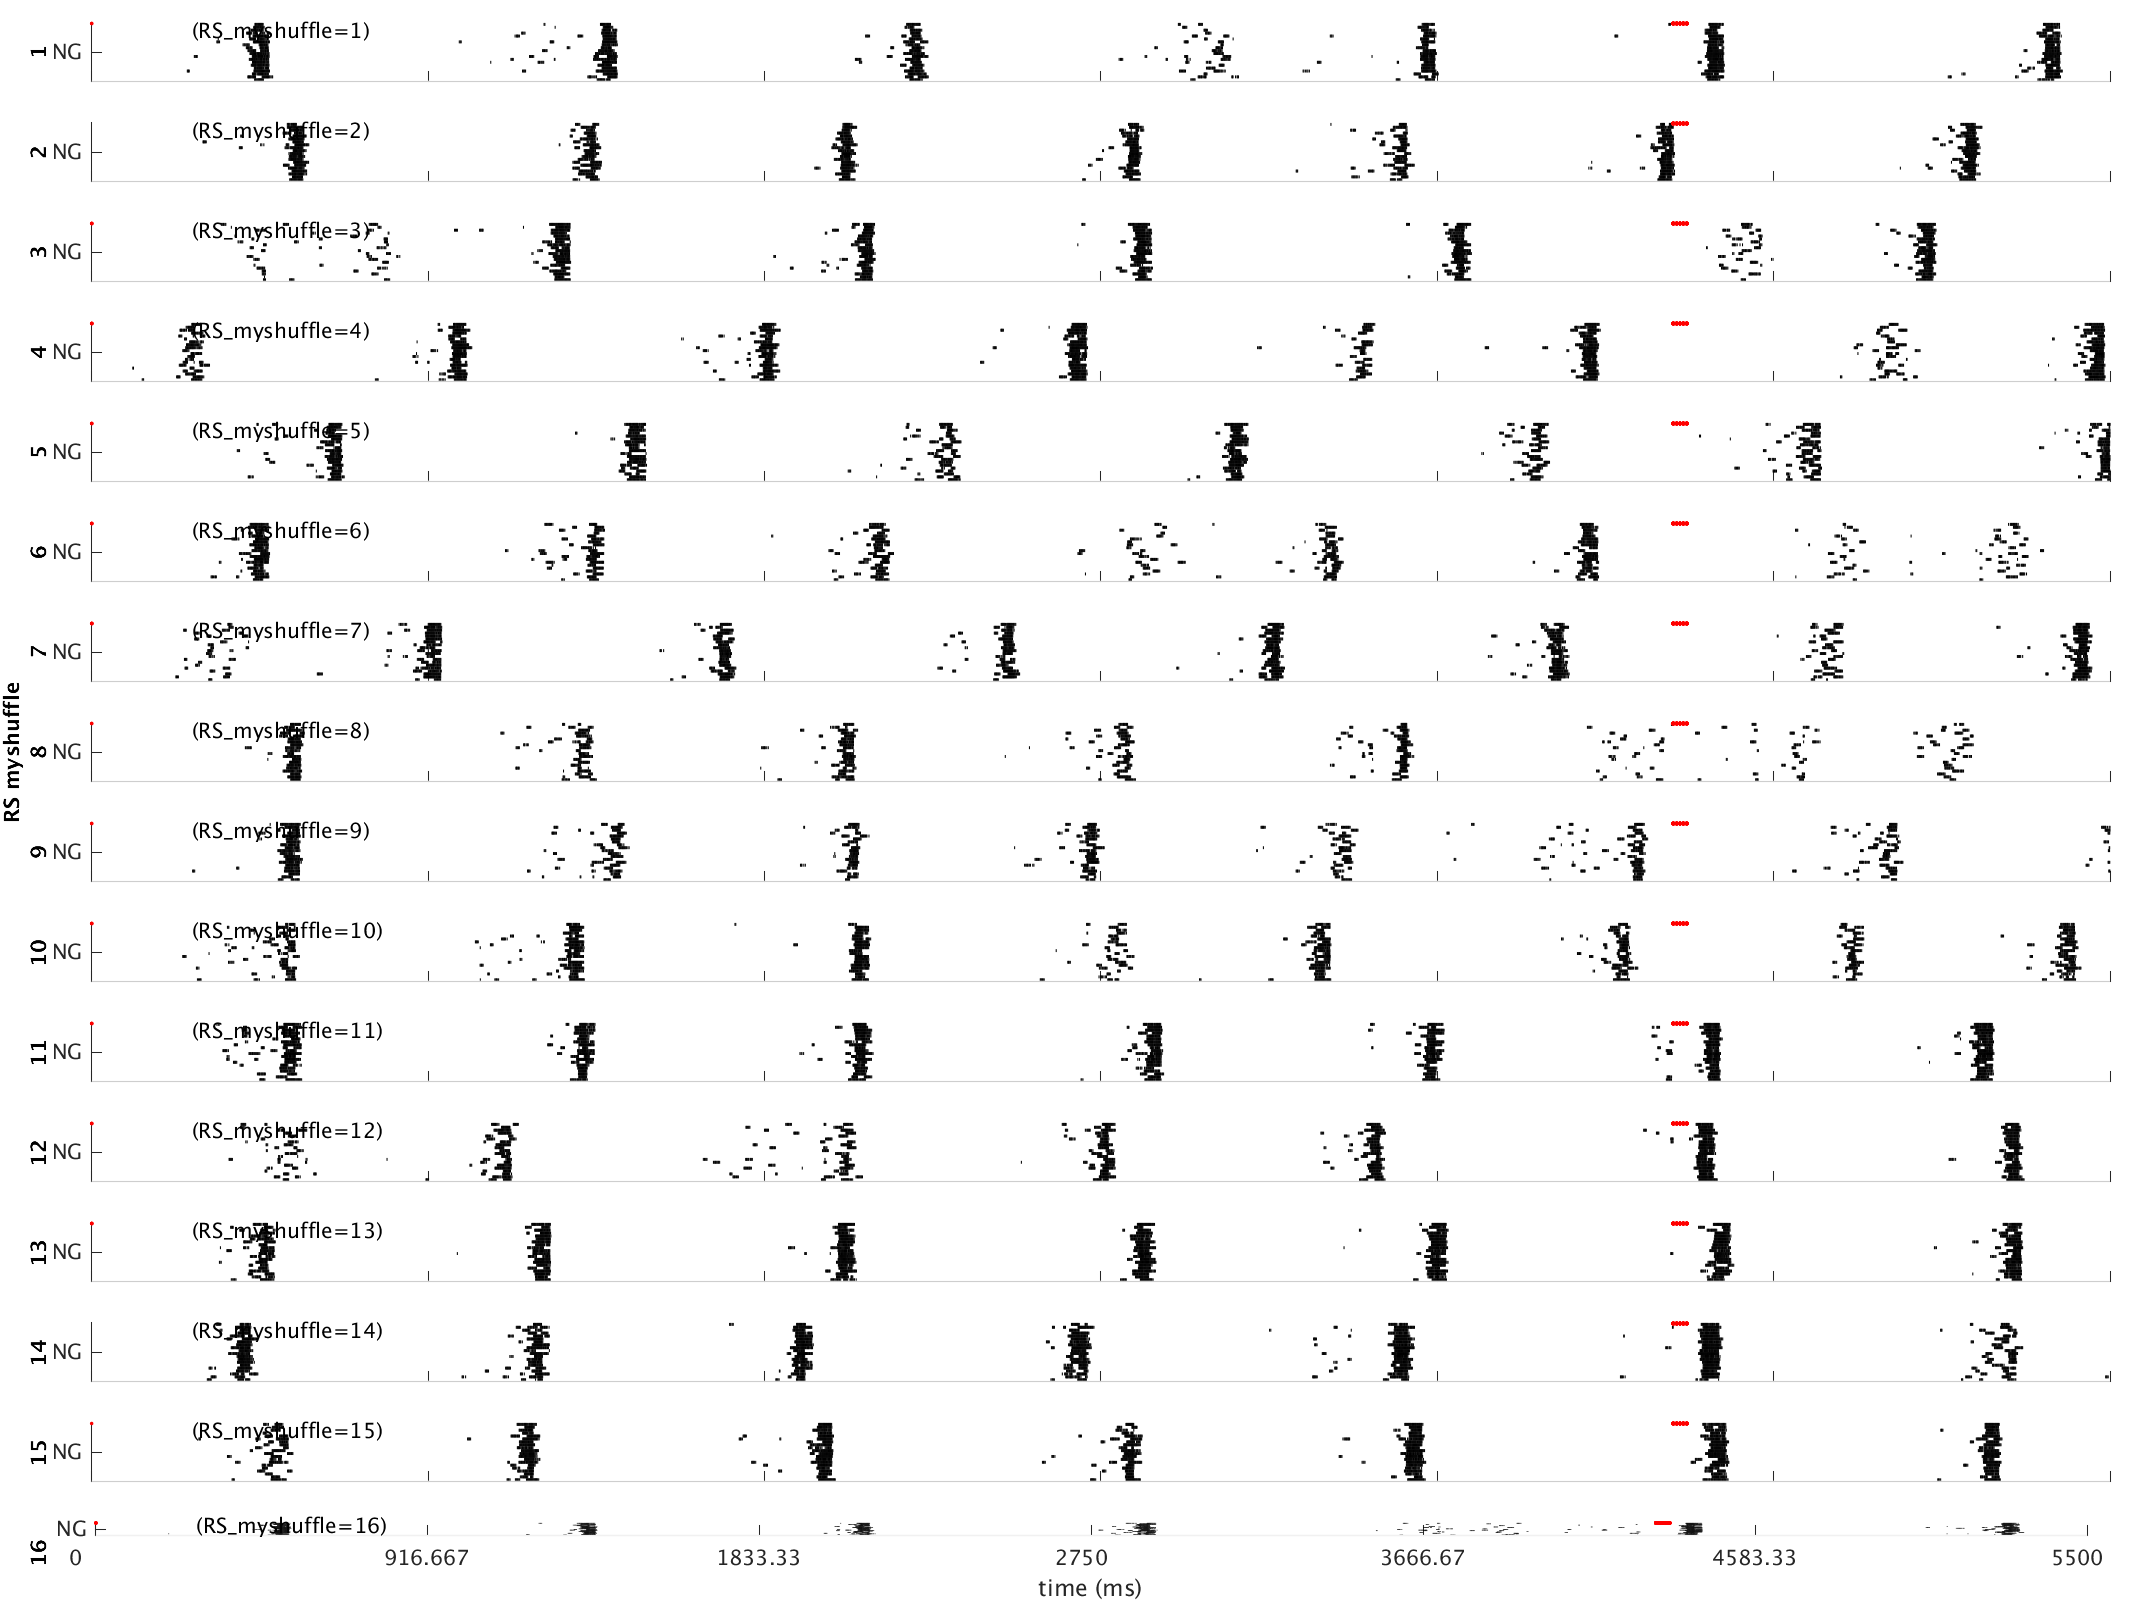 (RS_myshuffle=1)
1 NG
(RS_myshuffle=2)
2 NG
(RS_myshuffle=3)
3 NG
(RS_myshuffle=4)
4 NG
(RS_myshuffle=5)
5 NG
(RS_myshuffle=6)
6 NG
(RS_myshuffle=7)
7 NG
RS myshuffle
(RS_myshuffle=8)
8 NG
(RS_myshuffle=9)
9 NG
(RS_myshuffle=10)
10 NG
(RS_myshuffle=11)
11 NG
(RS_myshuffle=12)
12 NG
(RS_myshuffle=13)
13 NG
(RS_myshuffle=14)
14 NG
(RS_myshuffle=15)
15 NG
(RS_myshuffle=16)
16 NG
0 916.667 1833.33 2750 3666.67 4583.33 5500
time (ms)